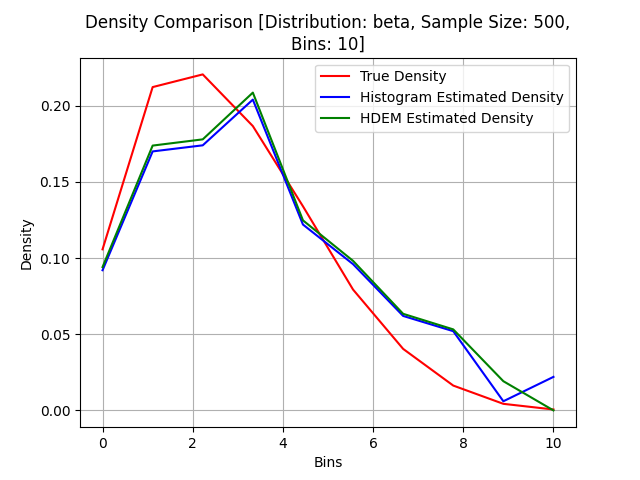 Density Comparison [Distribution: beta, Sample Size: 500,
Bins: 10]
True Density
Histogram Estimated Density
HDEM Estimated Density
Density
0.20
0.15
0.10
0.05
0.00
0 2 4 6 8 10
Bins